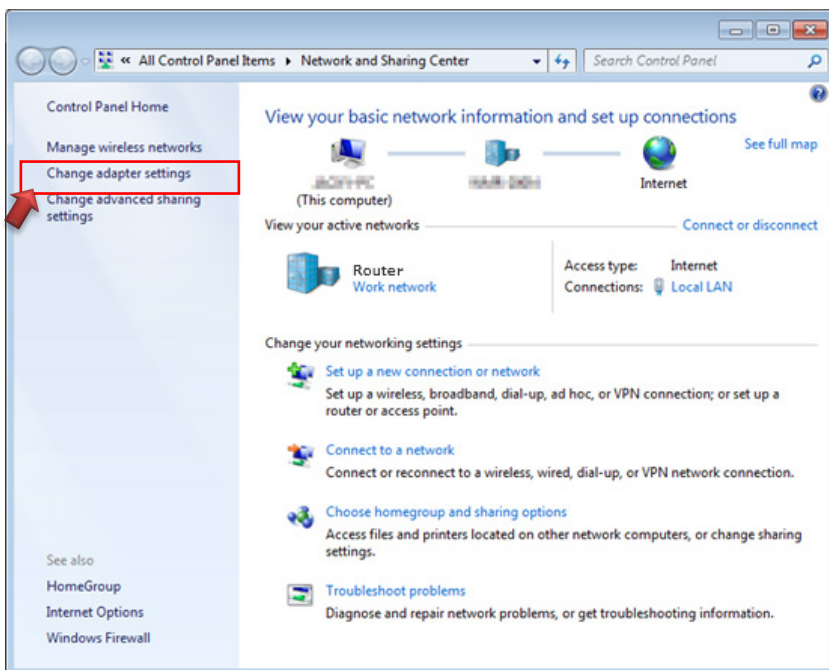 All Control Panel Items Network and Sharing Center
Search Control Panel
Control Panel Home
Manage wireless networks
Change adapter settings
Change advanced sharing
settings
See also
HomeGroup
Internet Options
Windows Firewall
View your basic network information and set up connections
See full map
(This computer)
Internet
View your active networks
Connect or disconnect
Router
Work network
Access type: Internet
Connections: Local LAN
Change your networking settings
Set up a new connection or network
Set up a wireless, broadband, dial-up, ad hoc, or VPN connection; or set up a
router or access point.
Connect to a network
Connect or reconnect to a wireless, wired, dial-up, or VPN network connection.
Choose homegroup and sharing options
Access files and printers located on other network computers, or change sharing
settings.
Troubleshoot problems
Diagnose and repair network problems, or get troubleshooting information.